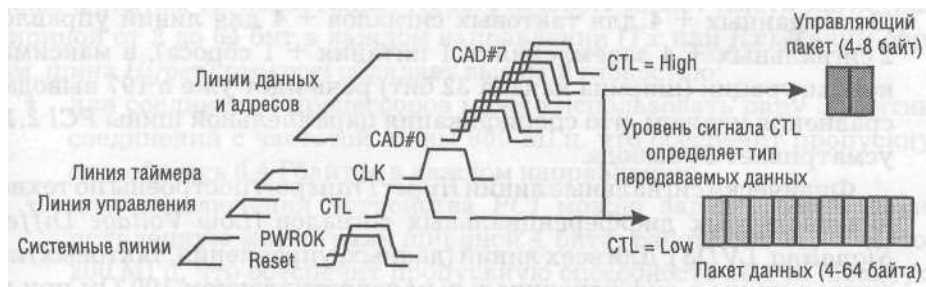 Управляющий
пакет (4-8 байт)
Линии данных
и адресов
CAD#7
CTL = High
CAD#0
Уровень сигнала CTL
определяет тип
передаваемых данных
Линия таймера
CLK
Линия управления
CTL
Системные линии
PWROK
Reset
CTL = Low
Пакет данных (4-64 байта)